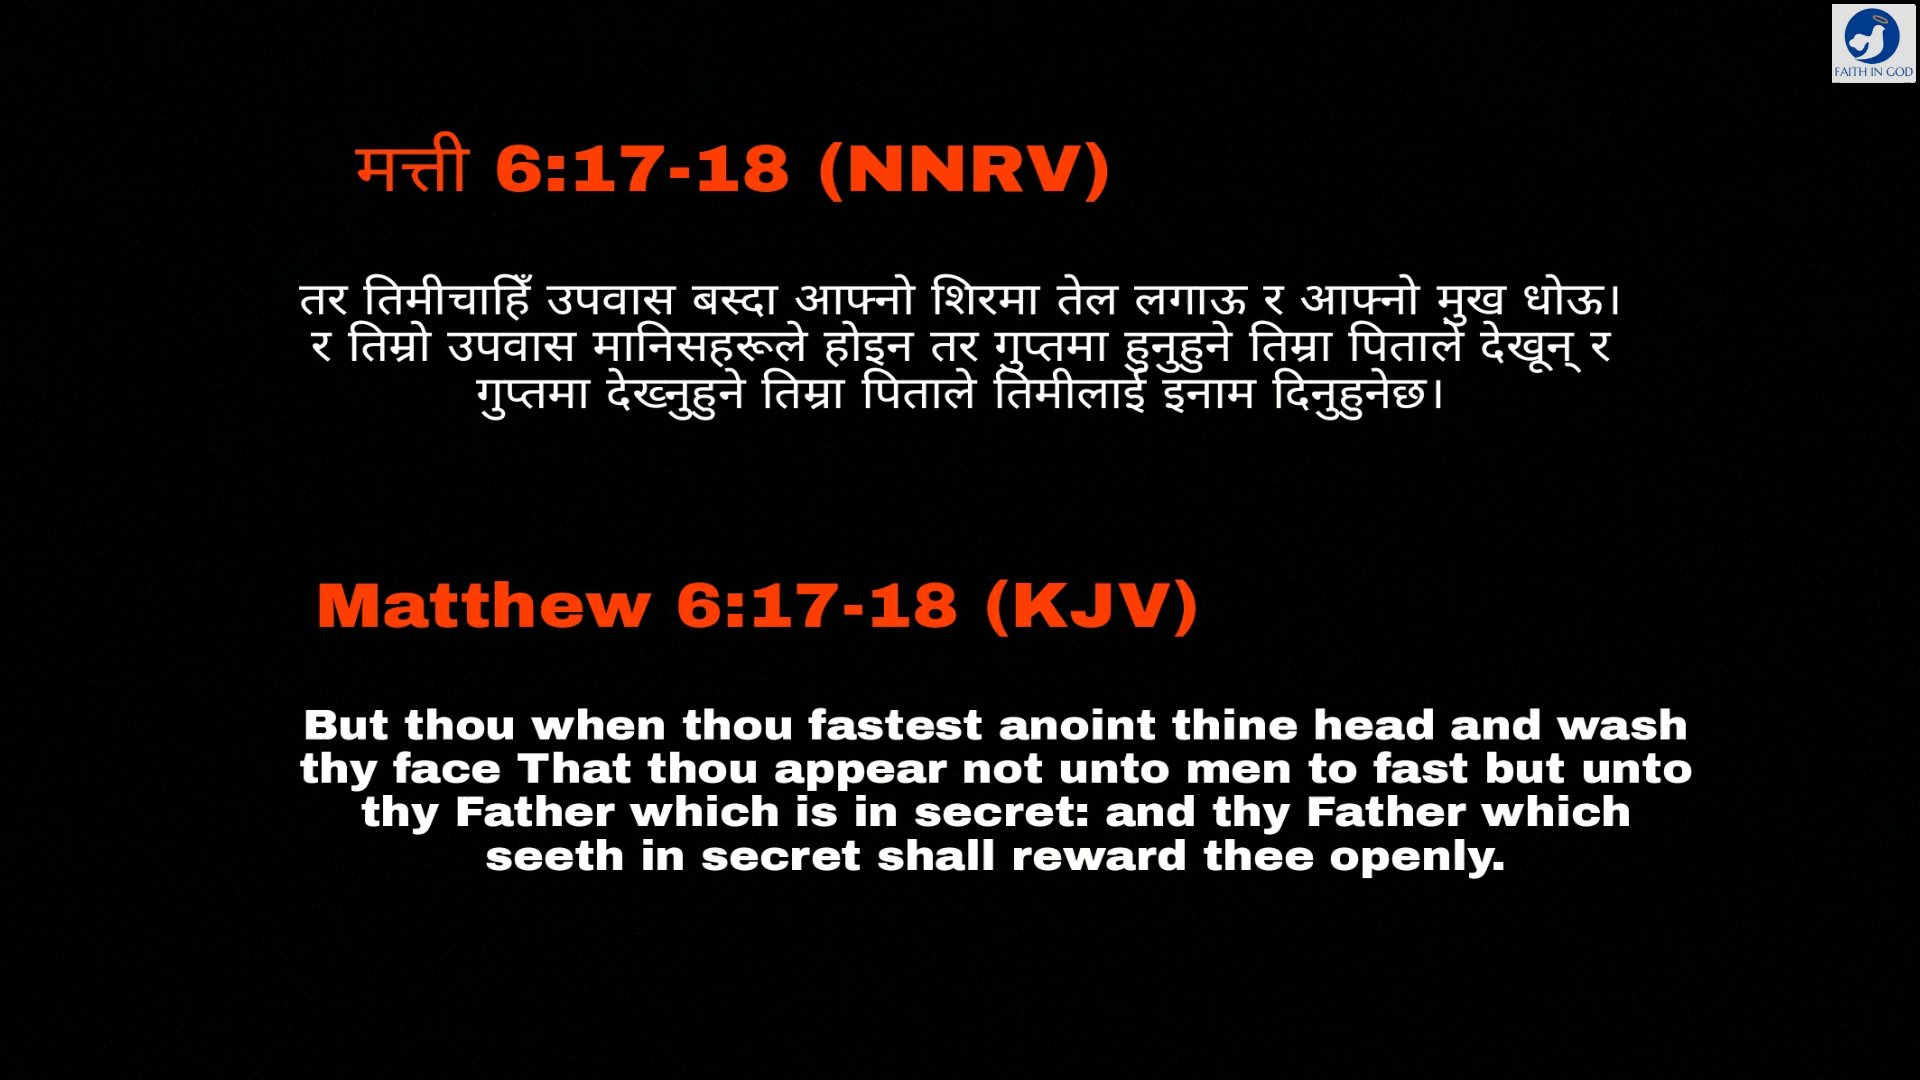 FAITH IN GOD
मत्ती 6:17-18 (NNRV)
तर तिमीचाहिँ उपवास बस्दा आफ्नो शिरमा तेल लगाऊ र आफ्नो मुख धोऊ।
र तिम्रो उपवास मानिसहरूले होइन तर गुप्तमा हुनुहुने तिम्रा पिताले देखून् र
गुप्तमा देख्नुहुने तिम्रा पिताले तिमीलाई इनाम दिनुहुनेछ।
Matthew 6:17-18 (KJV)
But thou when thou fastest anoint thine head and wash
thy face That thou appear not unto men to fast but unto
thy Father which is in secret: and thy Father which
seeth in secret shall reward thee openly.